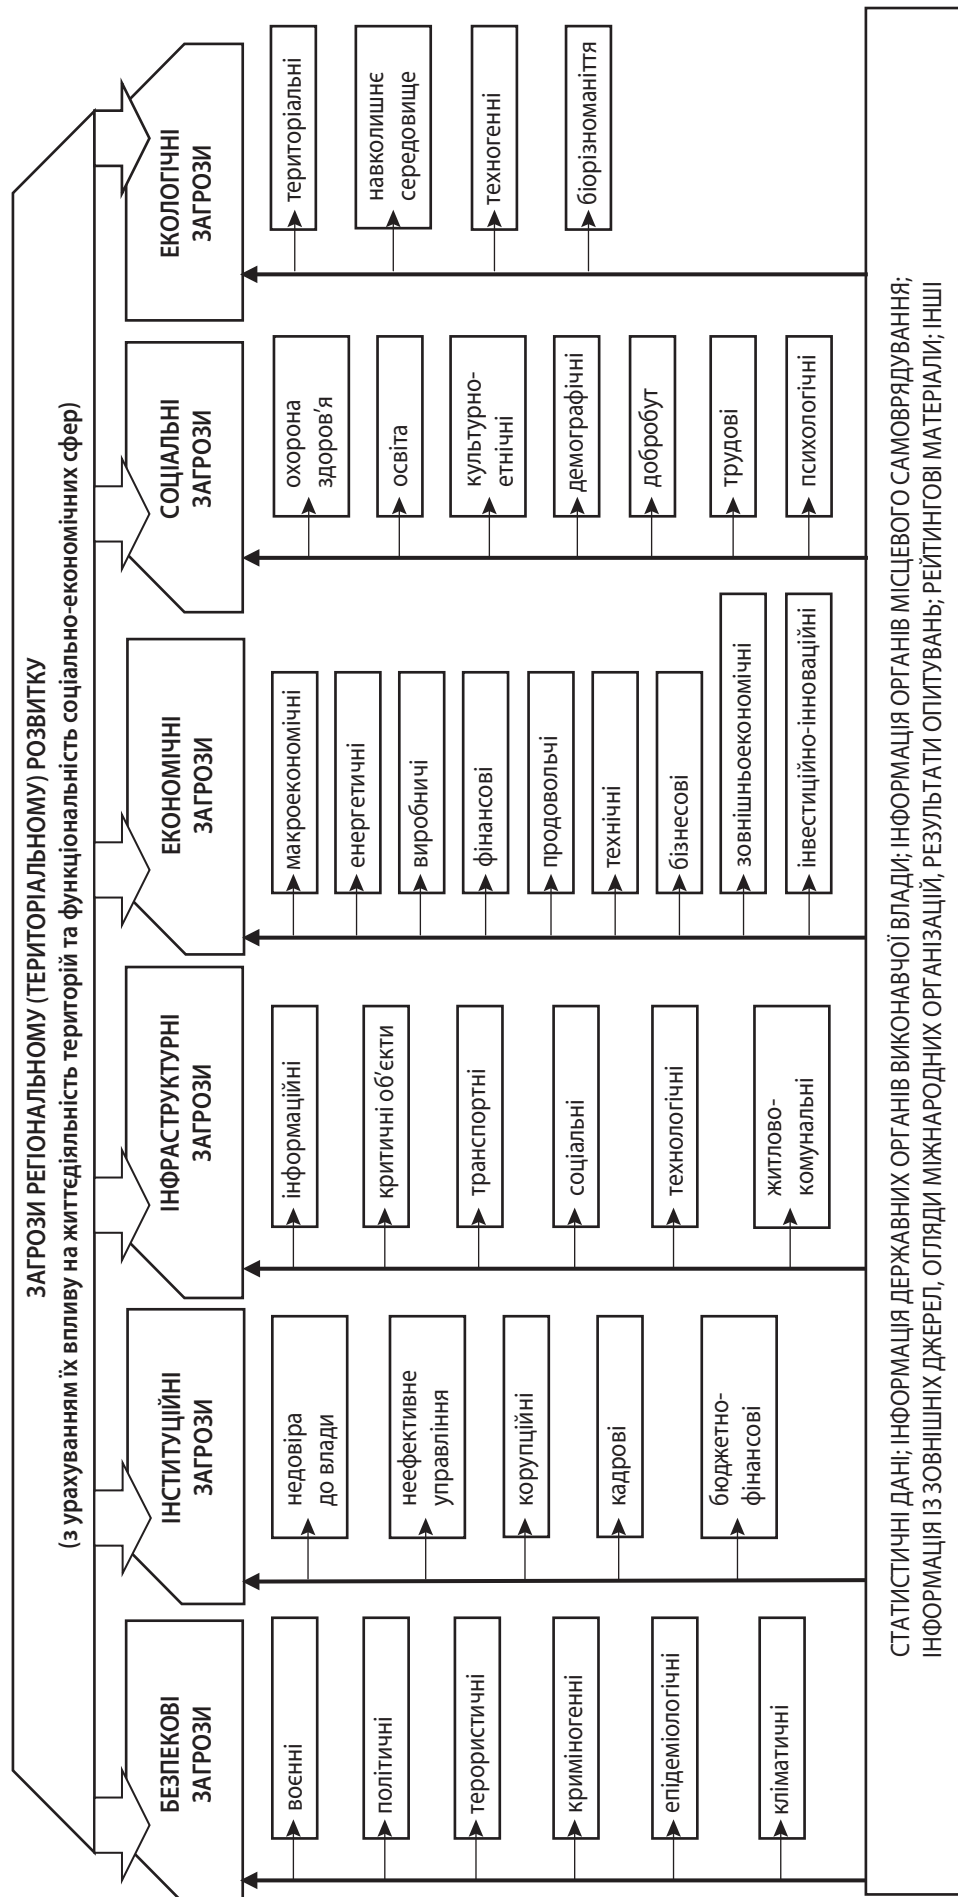 ЗАГРОЗИ РЕГІОНАЛЬНОМУ (ТЕРИТОРІАЛЬНОМУ) РОЗВИТКУ
(з урахуванням їх впливу на життєдіяльність територій та функціональність соціально-економічних сфер)
БЕЗПЕКОВІ
ЗАГРОЗИ
воєнні
політичні
терористичні
криміногенні
епідеміологічні
кліматичні
ІНСТИТУЦІЙНІ
ЗАГРОЗИ
недовіра
до влади
неефективне
управління
корупційні
кадрові
бюджетно-
фінансові
ІНФРАСТРУКТУРНІ
ЗАГРОЗИ
інформаційні
критичні об'єкти
транспортні
соціальні
технологічні
житлово-
комунальні
ЕКОНОМІЧНІ
ЗАГРОЗИ
макроекономічні
енергетичні
виробничі
фінансові
продовольчі
технічні
бізнесові
зовнішньоекономічні
інвестиційно-інноваційні
СОЦІАЛЬНІ
ЗАГРОЗИ
охорона
здоров'я
освіта
культурно-
етнічні
демографічні
добробут
трудові
психологічні
ЕКОЛОГІЧНІ
ЗАГРОЗИ
територіальні
навколишнє
середовище
техногенні
біорізноманіття
СТАТИСТИЧНІ ДАНІ; ІНФОРМАЦІЯ ДЕРЖАВНИХ ОРГАНІВ ВИКОНАВЧОЇ ВЛАДИ; ІНФОРМАЦІЯ ОРГАНІВ МІСЦЕВОГО САМОВРЯДУВАННЯ;
ІНФОРМАЦІЯ ІЗ ЗОВНІШНІХ ДЖЕРЕЛ, ОГЛЯДИ МІЖНАРОДНИХ ОРГАНІЗАЦІЙ, РЕЗУЛЬТАТИ ОПИТУВАНЬ; РЕЙТИНГОВІ МАТЕРІАЛИ; ІНШІ